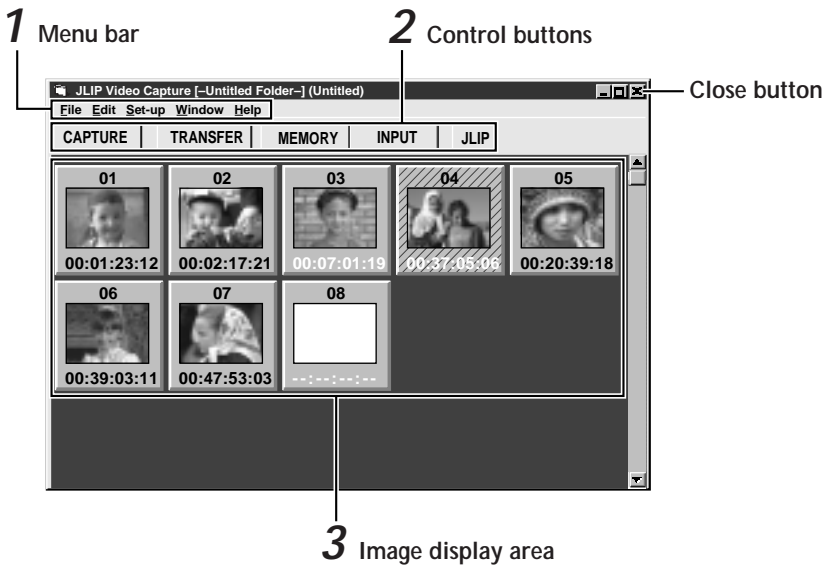 1 Menu bar
2 Control buttons
JLIP Video Capture [–Untitled Folder–] (Untitled)
Close button
File Edit Set-up Window Help
CAPTURE TRANSFER MEMORY INPUT JLIP
01 02 03 04 05
00:01:23:12 00:02:17:21 00:07:01:19 00:37:05:06 00:20:39:18
06 07 08
00:39:03:11 00:47:53:03 --:--:--:--
3 Image display area